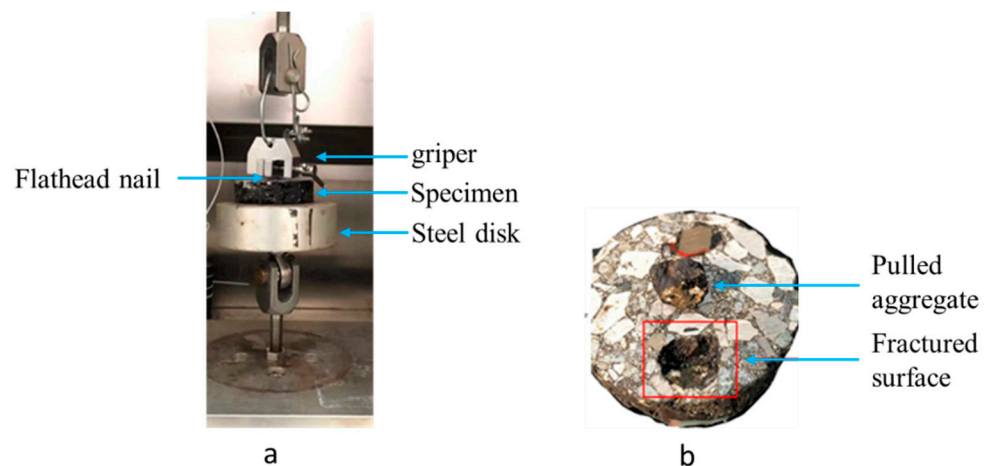 Flathead nail
griper
Specimen
Steel disk
Pulled
aggregate
Fractured
surface
a
b